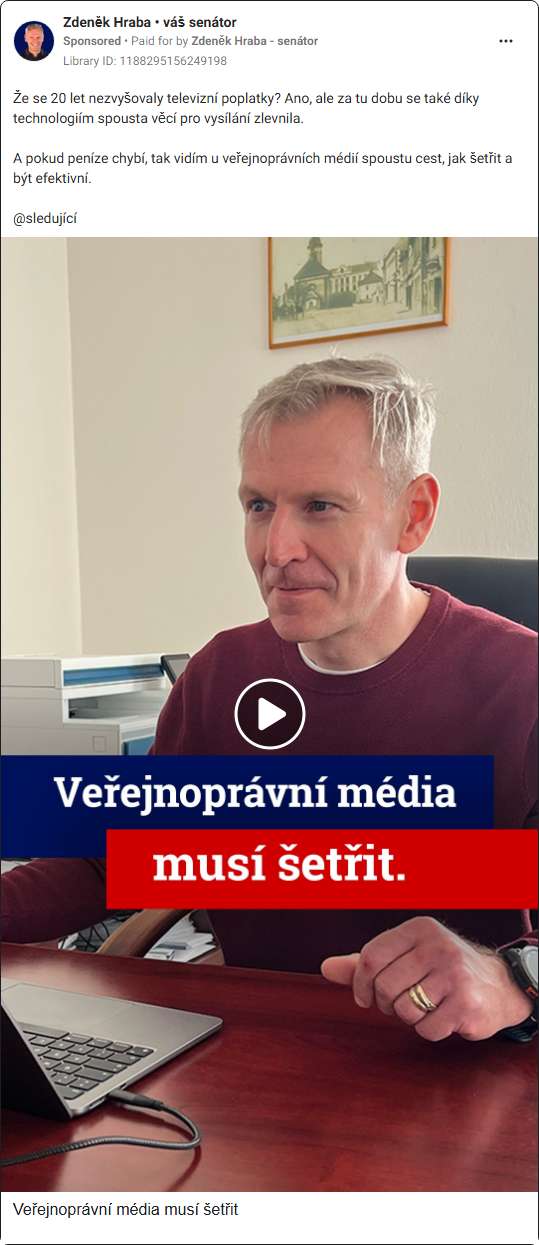 Zdeněk Hraba • váš senátor
Sponsored • Paid for by Zdeněk Hraba - senátor
Library ID: 1188295156249198
Že se 20 let nezvyšovaly televizní poplatky? Ano, ale za tu dobu se také díky
technologiím spousta věcí pro vysílání zlevnila.
A pokud peníze chybí, tak vidím u veřejnoprávních médií spoustu cest, jak šetřit a
být efektivní.
@sledující
Veřejnoprávní média
musí šetřit.
Veřejnoprávní média musí šetřit